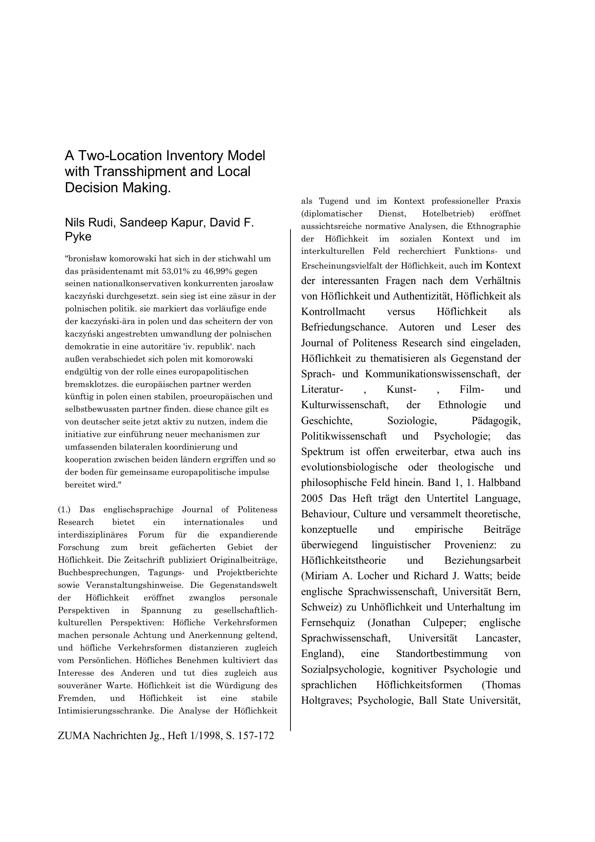 A Two-Location Inventory Model
with Transshipment and Local
Decision Making.
Nils Rudi, Sandeep Kapur, David F.
Pyke
"bronisław komorowski hat sich in der stichwahl um
das präsidentenamt mit 53,01% zu 46,99% gegen
seinen nationalkonservativen konkurrenten jarosław
kaczyński durchgesetzt. sein sieg ist eine zäsur in der
polnischen politik. sie markiert das vorläufige ende
der kaczyński-ära in polen und das scheitern der von
kaczyński angestrebten umwandlung der polnischen
demokratie in eine autoritäre 'iv. republik'. nach
außen verabschiedet sich polen mit komorowski
endgültig von der rolle eines europapolitischen
bremsklotzes. die europäischen partner werden
künftig in polen einen stabilen, proeuropäischen und
selbstbewussten partner finden. diese chance gilt es
von deutscher seite jetzt aktiv zu nutzen, indem die
initiative zur einführung neuer mechanismen zur
umfassenden bilateralen koordinierung und
kooperation zwischen beiden ländern ergriffen und so
der boden für gemeinsame europapolitische impulse
bereitet wird."
(1.) Das englischsprachige Journal of Politeness
Research bietet ein internationales und
interdisziplinäres Forum für die expandierende
Forschung zum breit gefächerten Gebiet der
Höflichkeit. Die Zeitschrift publiziert Originalbeiträge,
Buchbesprechungen, Tagungs- und Projektberichte
sowie Veranstaltungshinweise. Die Gegenstandswelt
der Höflichkeit eröffnet zwanglos personale
Perspektiven in Spannung zu gesellschaftlich-
kulturellen Perspektiven: Höfliche Verkehrsformen
machen personale Achtung und Anerkennung geltend,
und höfliche Verkehrsformen distanzieren zugleich
vom Persönlichen. Höfliches Benehmen kultiviert das
Interesse des Anderen und tut dies zugleich aus
souveräner Warte. Höflichkeit ist die Würdigung des
Fremden, und Höflichkeit ist eine stabile
Intimisierungsschranke. Die Analyse der Höflichkeit
ZUMA Nachrichten Jg., Heft 1/1998, S. 157-172
als Tugend und im Kontext professioneller Praxis
(diplomatischer Dienst, Hotelbetrieb) eröffnet
aussichtsreiche normative Analysen, die Ethnographie
der Höflichkeit im sozialen Kontext und im
interkulturellen Feld recherchiert Funktions- und
Erscheinungsvielfalt der Höflichkeit, auch im Kontext
der interessanten Fragen nach dem Verhältnis
von Höflichkeit und Authentizität, Höflichkeit als
Kontrollmacht versus Höflichkeit als
Befriedungschance. Autoren und Leser des
Journal of Politeness Research sind eingeladen,
Höflichkeit zu thematisieren als Gegenstand der
Sprach- und Kommunikationswissenschaft, der
Literatur- , Kunst- , Film- und
Kulturwissenschaft, der Ethnologie und
Geschichte, Soziologie, Pädagogik,
Politikwissenschaft und Psychologie; das
Spektrum ist offen erweiterbar, etwa auch ins
evolutionsbiologische oder theologische und
philosophische Feld hinein. Band 1, 1. Halbband
2005 Das Heft trägt den Untertitel Language,
Behaviour, Culture und versammelt theoretische,
konzeptuelle und empirische Beiträge
überwiegend linguistischer Provenienz: zu
Höflichkeitstheorie und Beziehungsarbeit
(Miriam A. Locher und Richard J. Watts; beide
englische Sprachwissenschaft, Universität Bern,
Schweiz) zu Unhöflichkeit und Unterhaltung im
Fernsehquiz (Jonathan Culpeper; englische
Sprachwissenschaft, Universität Lancaster,
England), eine Standortbestimmung von
Sozialpsychologie, kognitiver Psychologie und
sprachlichen Höflichkeitsformen (Thomas
Holtgraves; Psychologie, Ball State Universität,